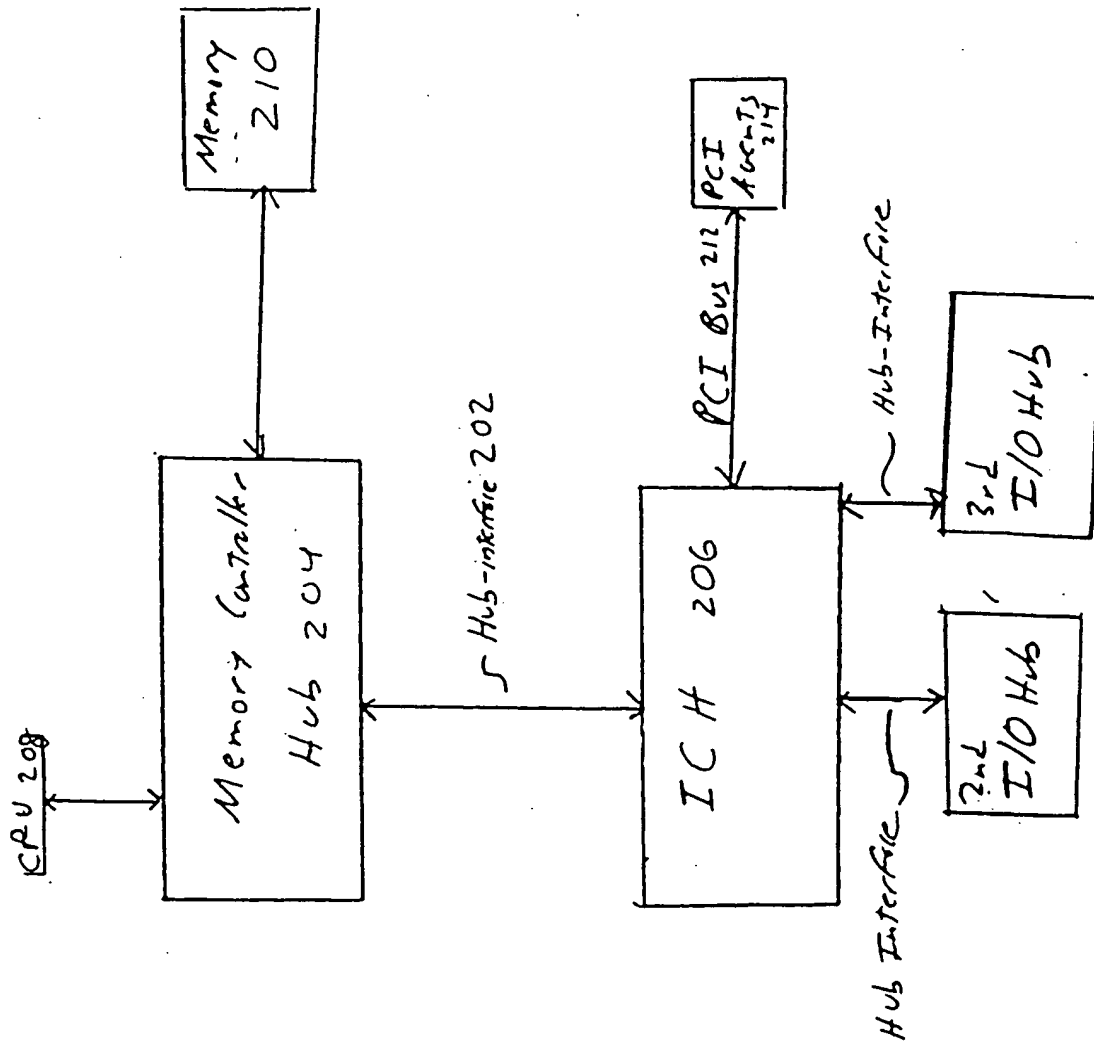 CPU 208
Memory Controller
Hub 204
Memory
210
Hub-interface 202
ICH 206
PCI Bus 212
PCI
Agents
214
Hub Interface
Hub-Interface
2nd
I/O Hub
3rd
I/O Hub